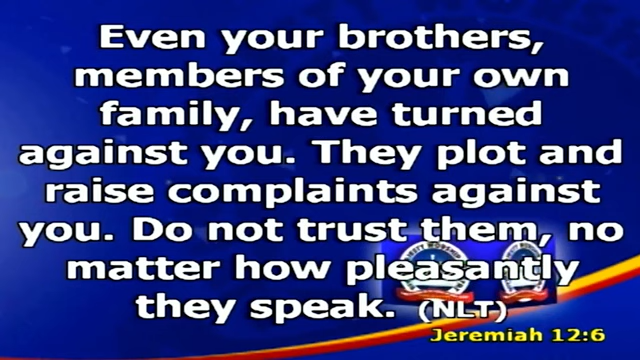 Even your brothers,
members of your own
family, have turned
against you. They plot and
raise complaints against
you. Do not trust them, no
matter how pleasantly
they speak. (NLT)
Jeremiah 12:6